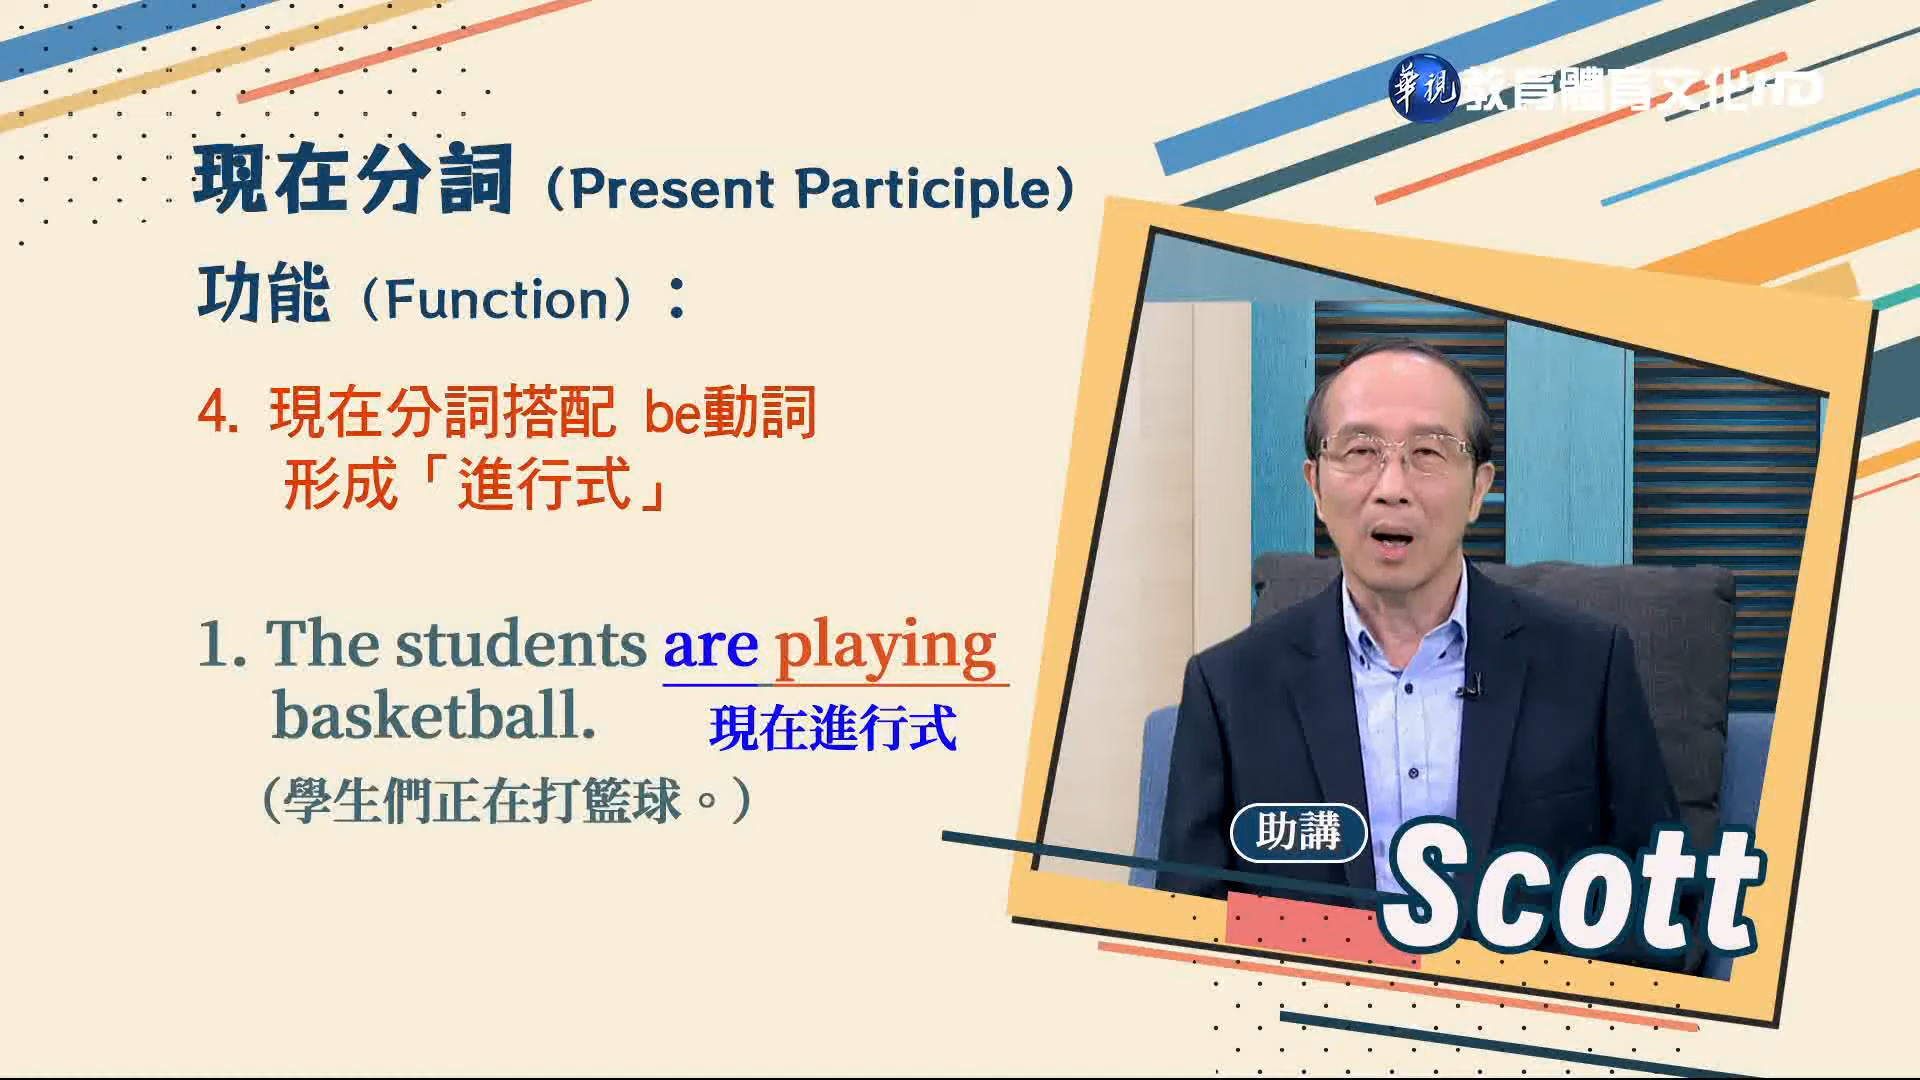 華視 教育體育文化HD
現在分詞 (Present Participle)
功能 (Function)：
4. 現在分詞搭配 be動詞
形成「進行式」
1. The students are playing
basketball. 現在進行式
(學生們正在打籃球。)
助講
Scott